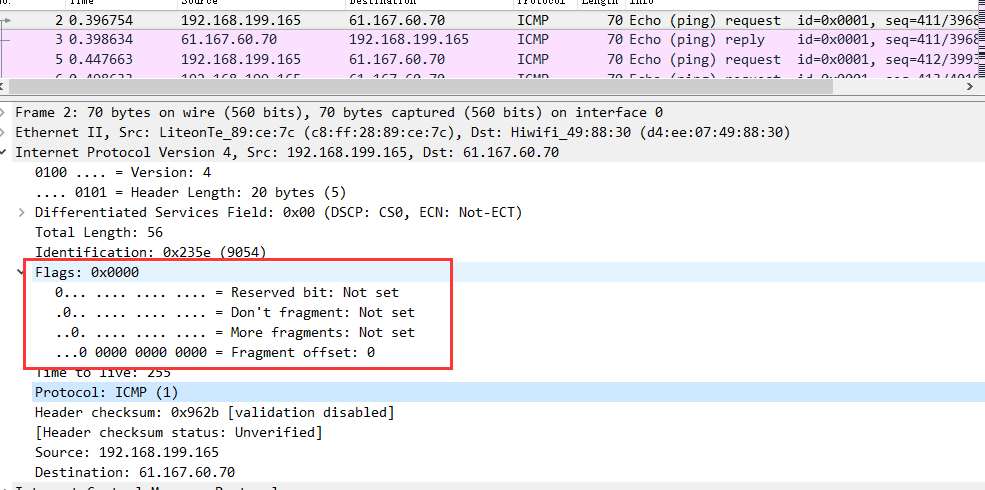 No. Time Source Destination Protocol Length Info
2 0.396754 192.168.199.165 61.167.60.70 ICMP 70 Echo (ping) request id=0x0001, seq=411/3968
3 0.398634 61.167.60.70 192.168.199.165 ICMP 70 Echo (ping) reply id=0x0001, seq=411/3968
5 0.447663 192.168.199.165 61.167.60.70 ICMP 70 Echo (ping) request id=0x0001, seq=412/3993
Frame 2: 70 bytes on wire (560 bits), 70 bytes captured (560 bits) on interface 0
Ethernet II, Src: LiteonTe_89:ce:7c (c8:ff:28:89:ce:7c), Dst: Hiwifi_49:88:30 (d4:ee:07:49:88:30)
Internet Protocol Version 4, Src: 192.168.199.165, Dst: 61.167.60.70
0100 .... = Version: 4
.... 0101 = Header Length: 20 bytes (5)
Differentiated Services Field: 0x00 (DSCP: CS0, ECN: Not-ECT)
Total Length: 56
Identification: 0x235e (9054)
Flags: 0x0000
0... .... .... .... = Reserved bit: Not set
.0.. .... .... .... = Don't fragment: Not set
..0. .... .... .... = More fragments: Not set
...0 0000 0000 0000 = Fragment offset: 0
Time to live: 255
Protocol: ICMP (1)
Header checksum: 0x962b [validation disabled]
[Header checksum status: Unverified]
Source: 192.168.199.165
Destination: 61.167.60.70